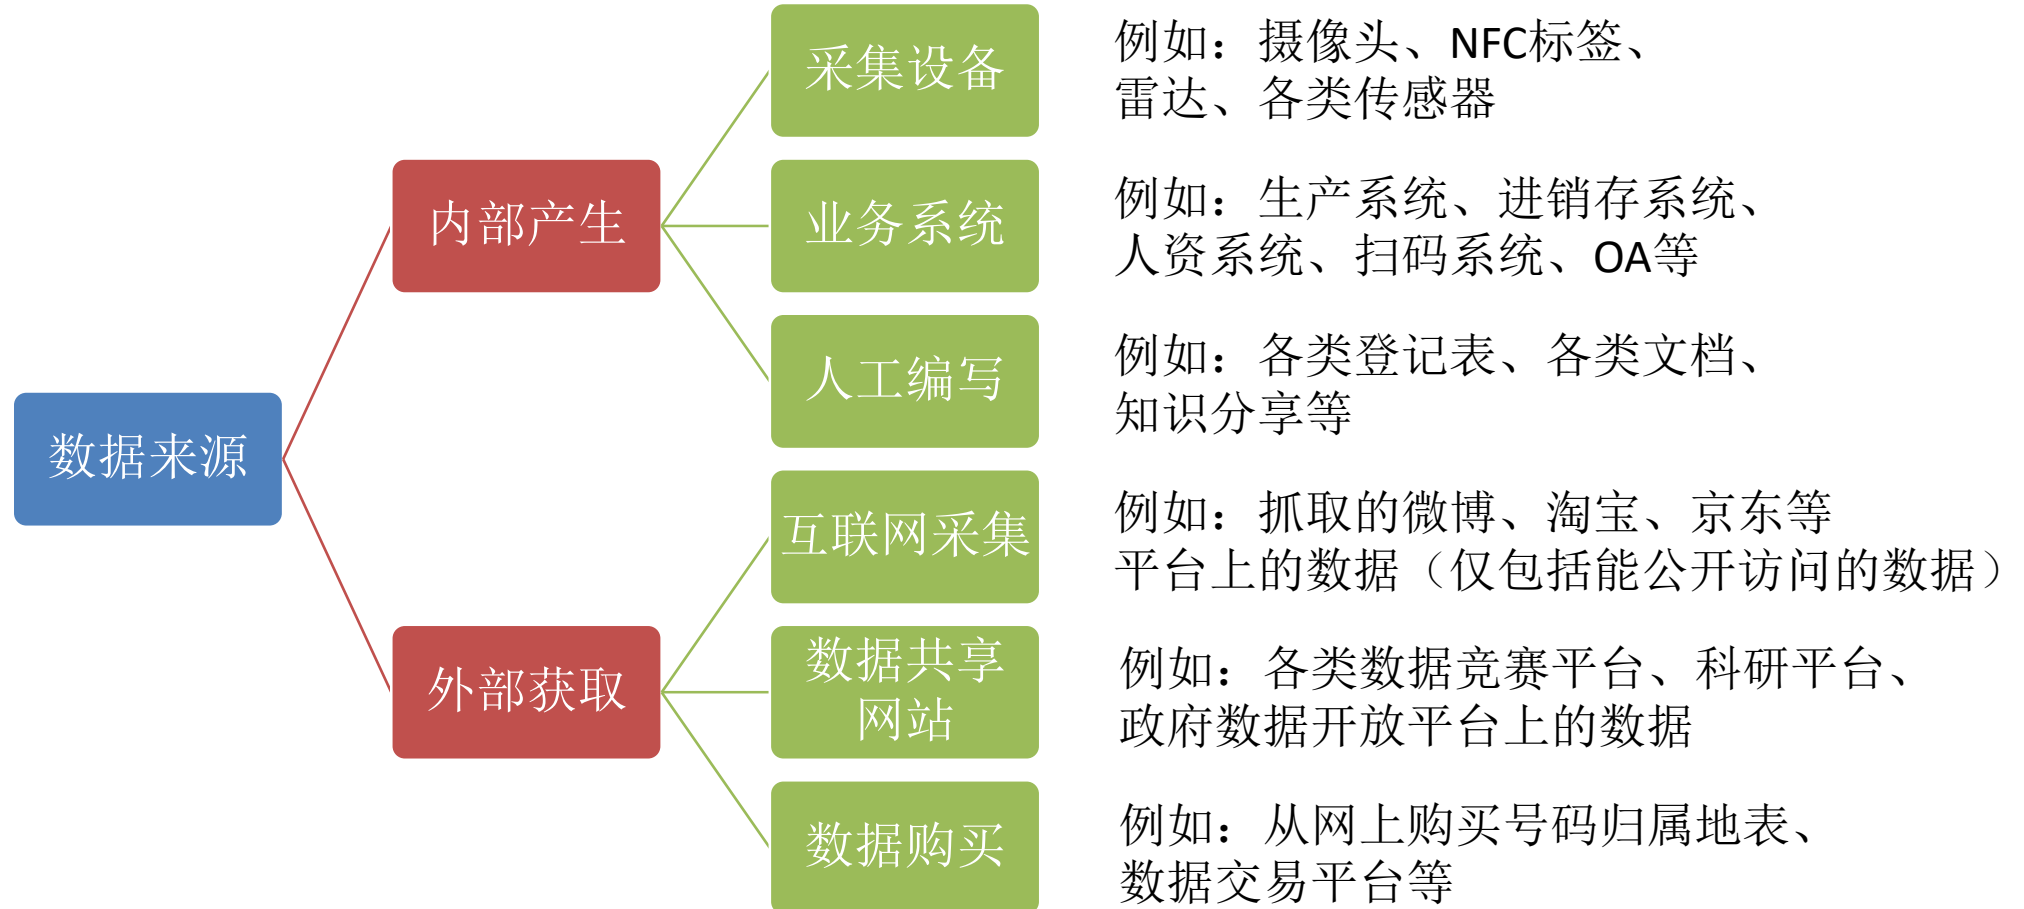 数据来源
内部产生
采集设备
例如：摄像头、NFC标签、
雷达、各类传感器
业务系统
例如：生产系统、进销存系统、
人资系统、扫码系统、OA等
人工编写
例如：各类登记表、各类文档、
知识分享等
外部获取
互联网采集
例如：抓取的微博、淘宝、京东等
平台上的数据（仅包括能公开访问的数据）
数据共享
网站
例如：各类数据竞赛平台、科研平台、
政府数据开放平台上的数据
数据购买
例如：从网上购买号码归属地表、
数据交易平台等